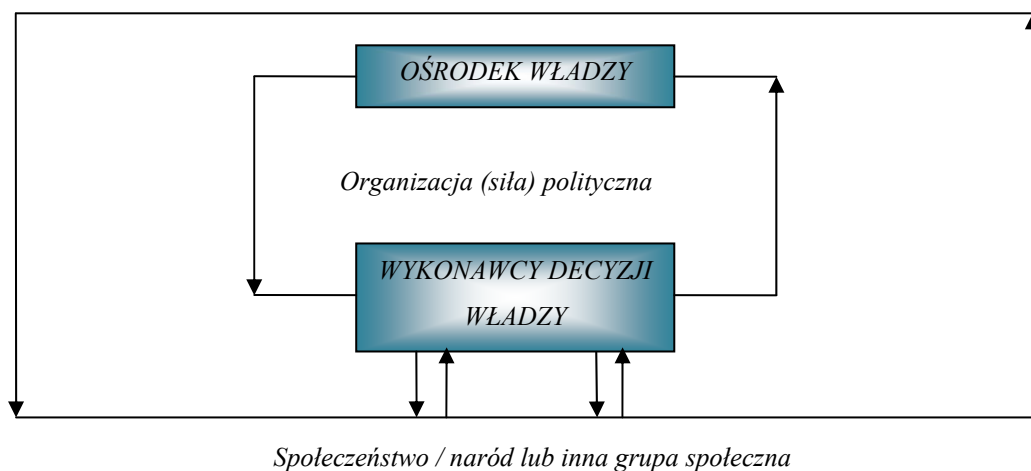 OŚRODEK WŁADZY
Organizacja (siła) polityczna
WYKONAWCY DECYZJI
WŁADZY
Społeczeństwo / naród lub inna grupa społeczna